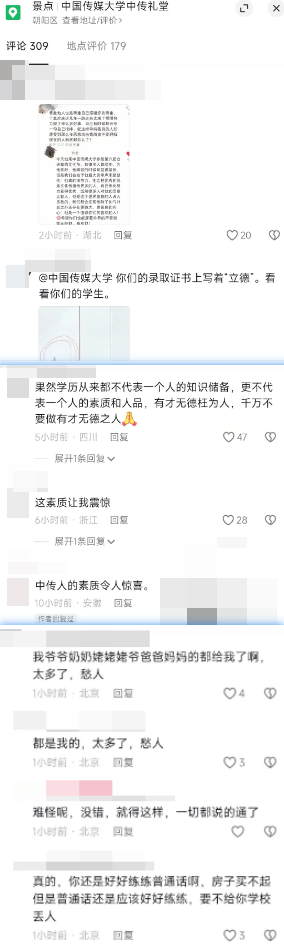 景点 | 中国传媒大学中传礼堂
朝阳区 查看地址/评价>
评论 309 地点评价 179
2小时前 · 湖北 回复 20
@中国传媒大学 你们的录取证书上写着“立德”。看
看你们的学生。
果然学历从来都不代表一个人的知识储备，更不代
表一个人的素质和人品，有才无德枉为人，千万不
要做有才无德之人🙏
5小时前 · 四川 回复 47
展开1条回复
这素质让我震惊
6小时前 · 浙江 回复 28
展开1条回复
中传人的素质令人惊喜。
10小时前 · 安徽 回复
作者回复过
我爷爷奶奶姥姥姥爷爸爸妈妈的都给我了啊，
太多了，愁人
1小时前 · 北京 回复 4
都是我的，太多了，愁人
1小时前 · 北京 回复 3
难怪呢，没错，就得这样，一切都说的通了
1小时前 · 北京 回复
真的，你还是好好练练普通话啊，房子买不起
但是普通话还是应该好好练练，要不给你学校
丢人
1小时前 · 北京 回复 3